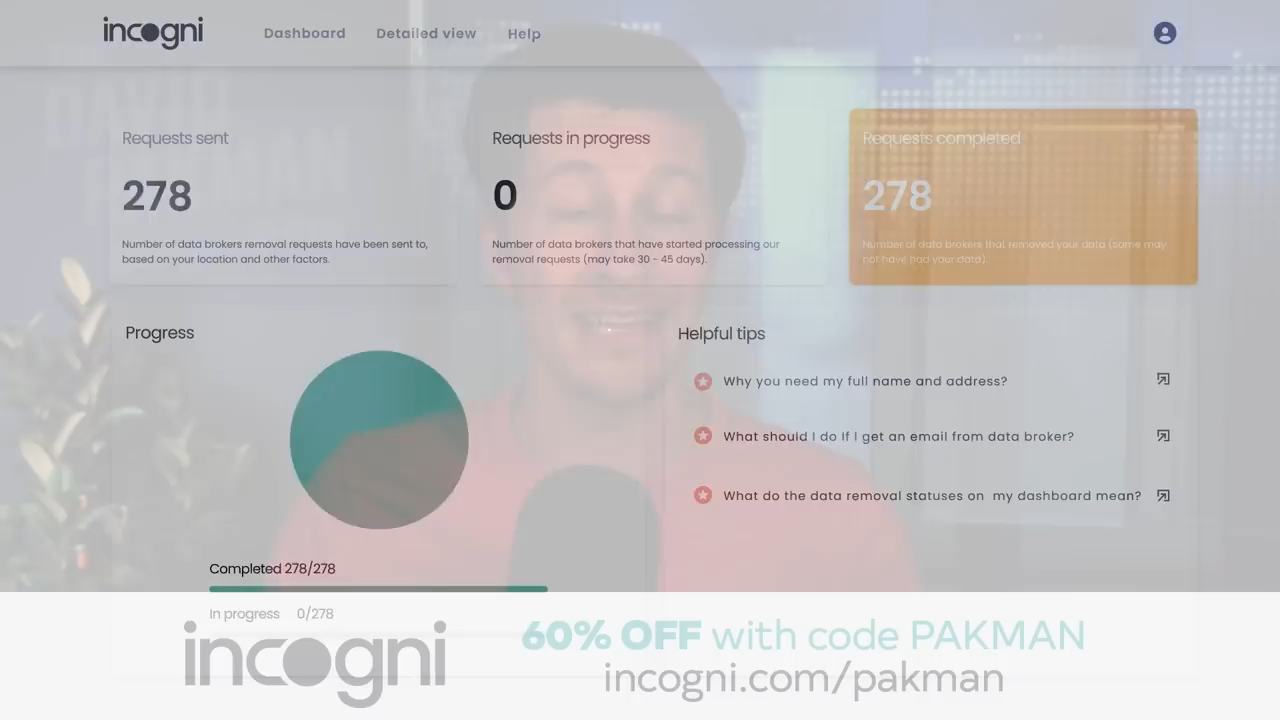 incogni
Dashboard
Detailed view
Help
Requests sent
278
Number of data brokers removal requests have been sent to,
based on your location and other factors.
Requests in progress
0
Number of data brokers that have started processing our
removal requests (may take 30 - 45 days).
Requests completed
278
Number of data brokers that removed your data (some may
not have had your data).
DAVID
PAKMAN
Progress
Completed 278/278
In progress 0/278
Helpful tips
Why you need my full name and address?
What should I do If I get an email from data broker?
What do the data removal statuses on my dashboard mean?
incogni
60% OFF with code PAKMAN
incogni.com/pakman